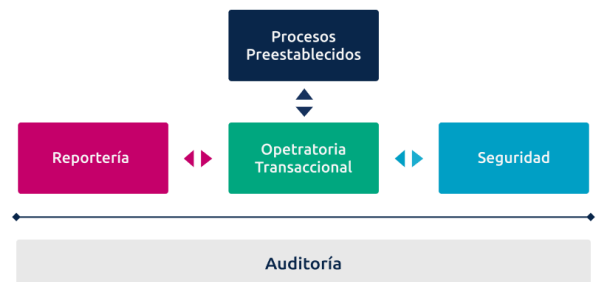 Procesos
Preestablecidos
Reportería
Opetratoria
Transaccional
Seguridad
Auditoría